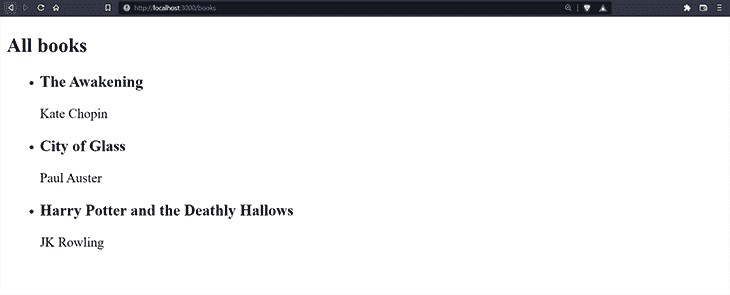 http://localhost:3000/books
All books
The Awakening
Kate Chopin
City of Glass
Paul Auster
Harry Potter and the Deathly Hallows
JK Rowling